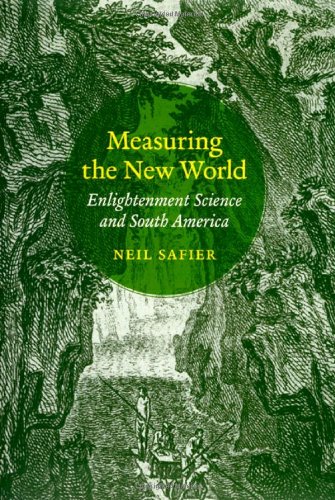 Measuring
the New World
Enlightenment Science
and South America
NEIL SAFIER